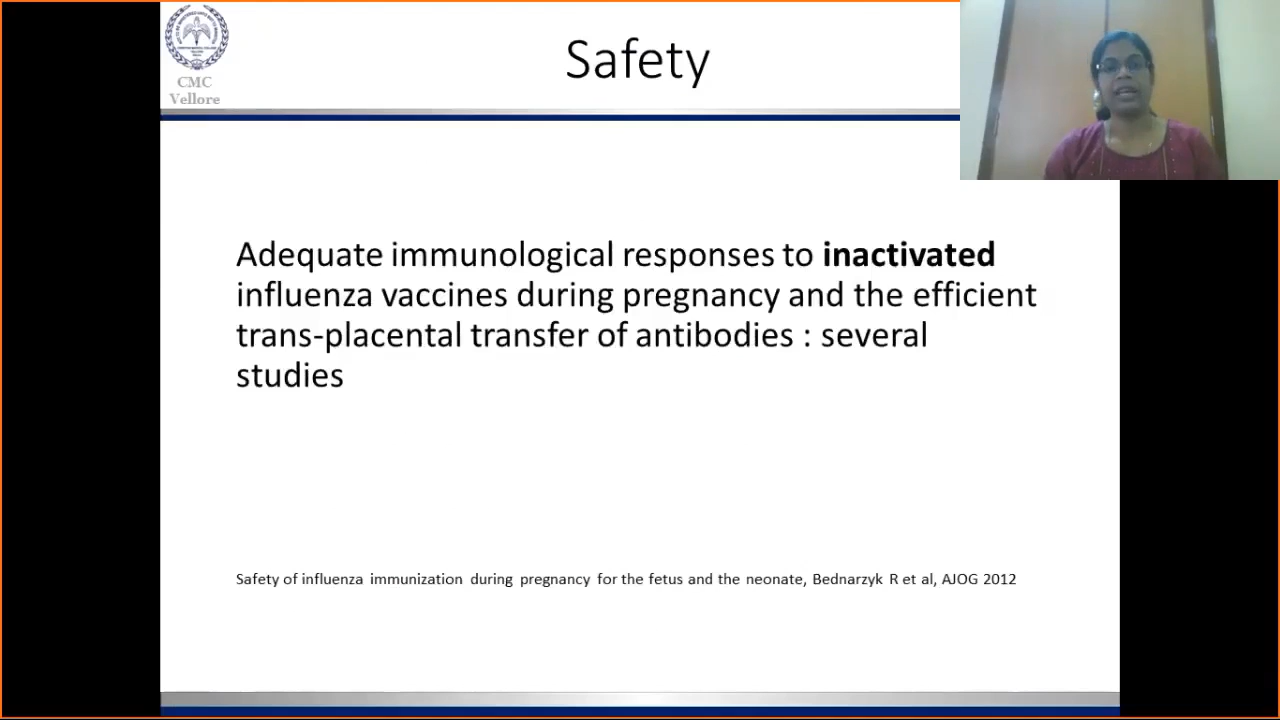 CMC
Vellore
Safety
Adequate immunological responses to inactivated
influenza vaccines during pregnancy and the efficient
trans-placental transfer of antibodies : several
studies
Safety of influenza immunization during pregnancy for the fetus and the neonate, Bednarzyk R et al, AJOG 2012